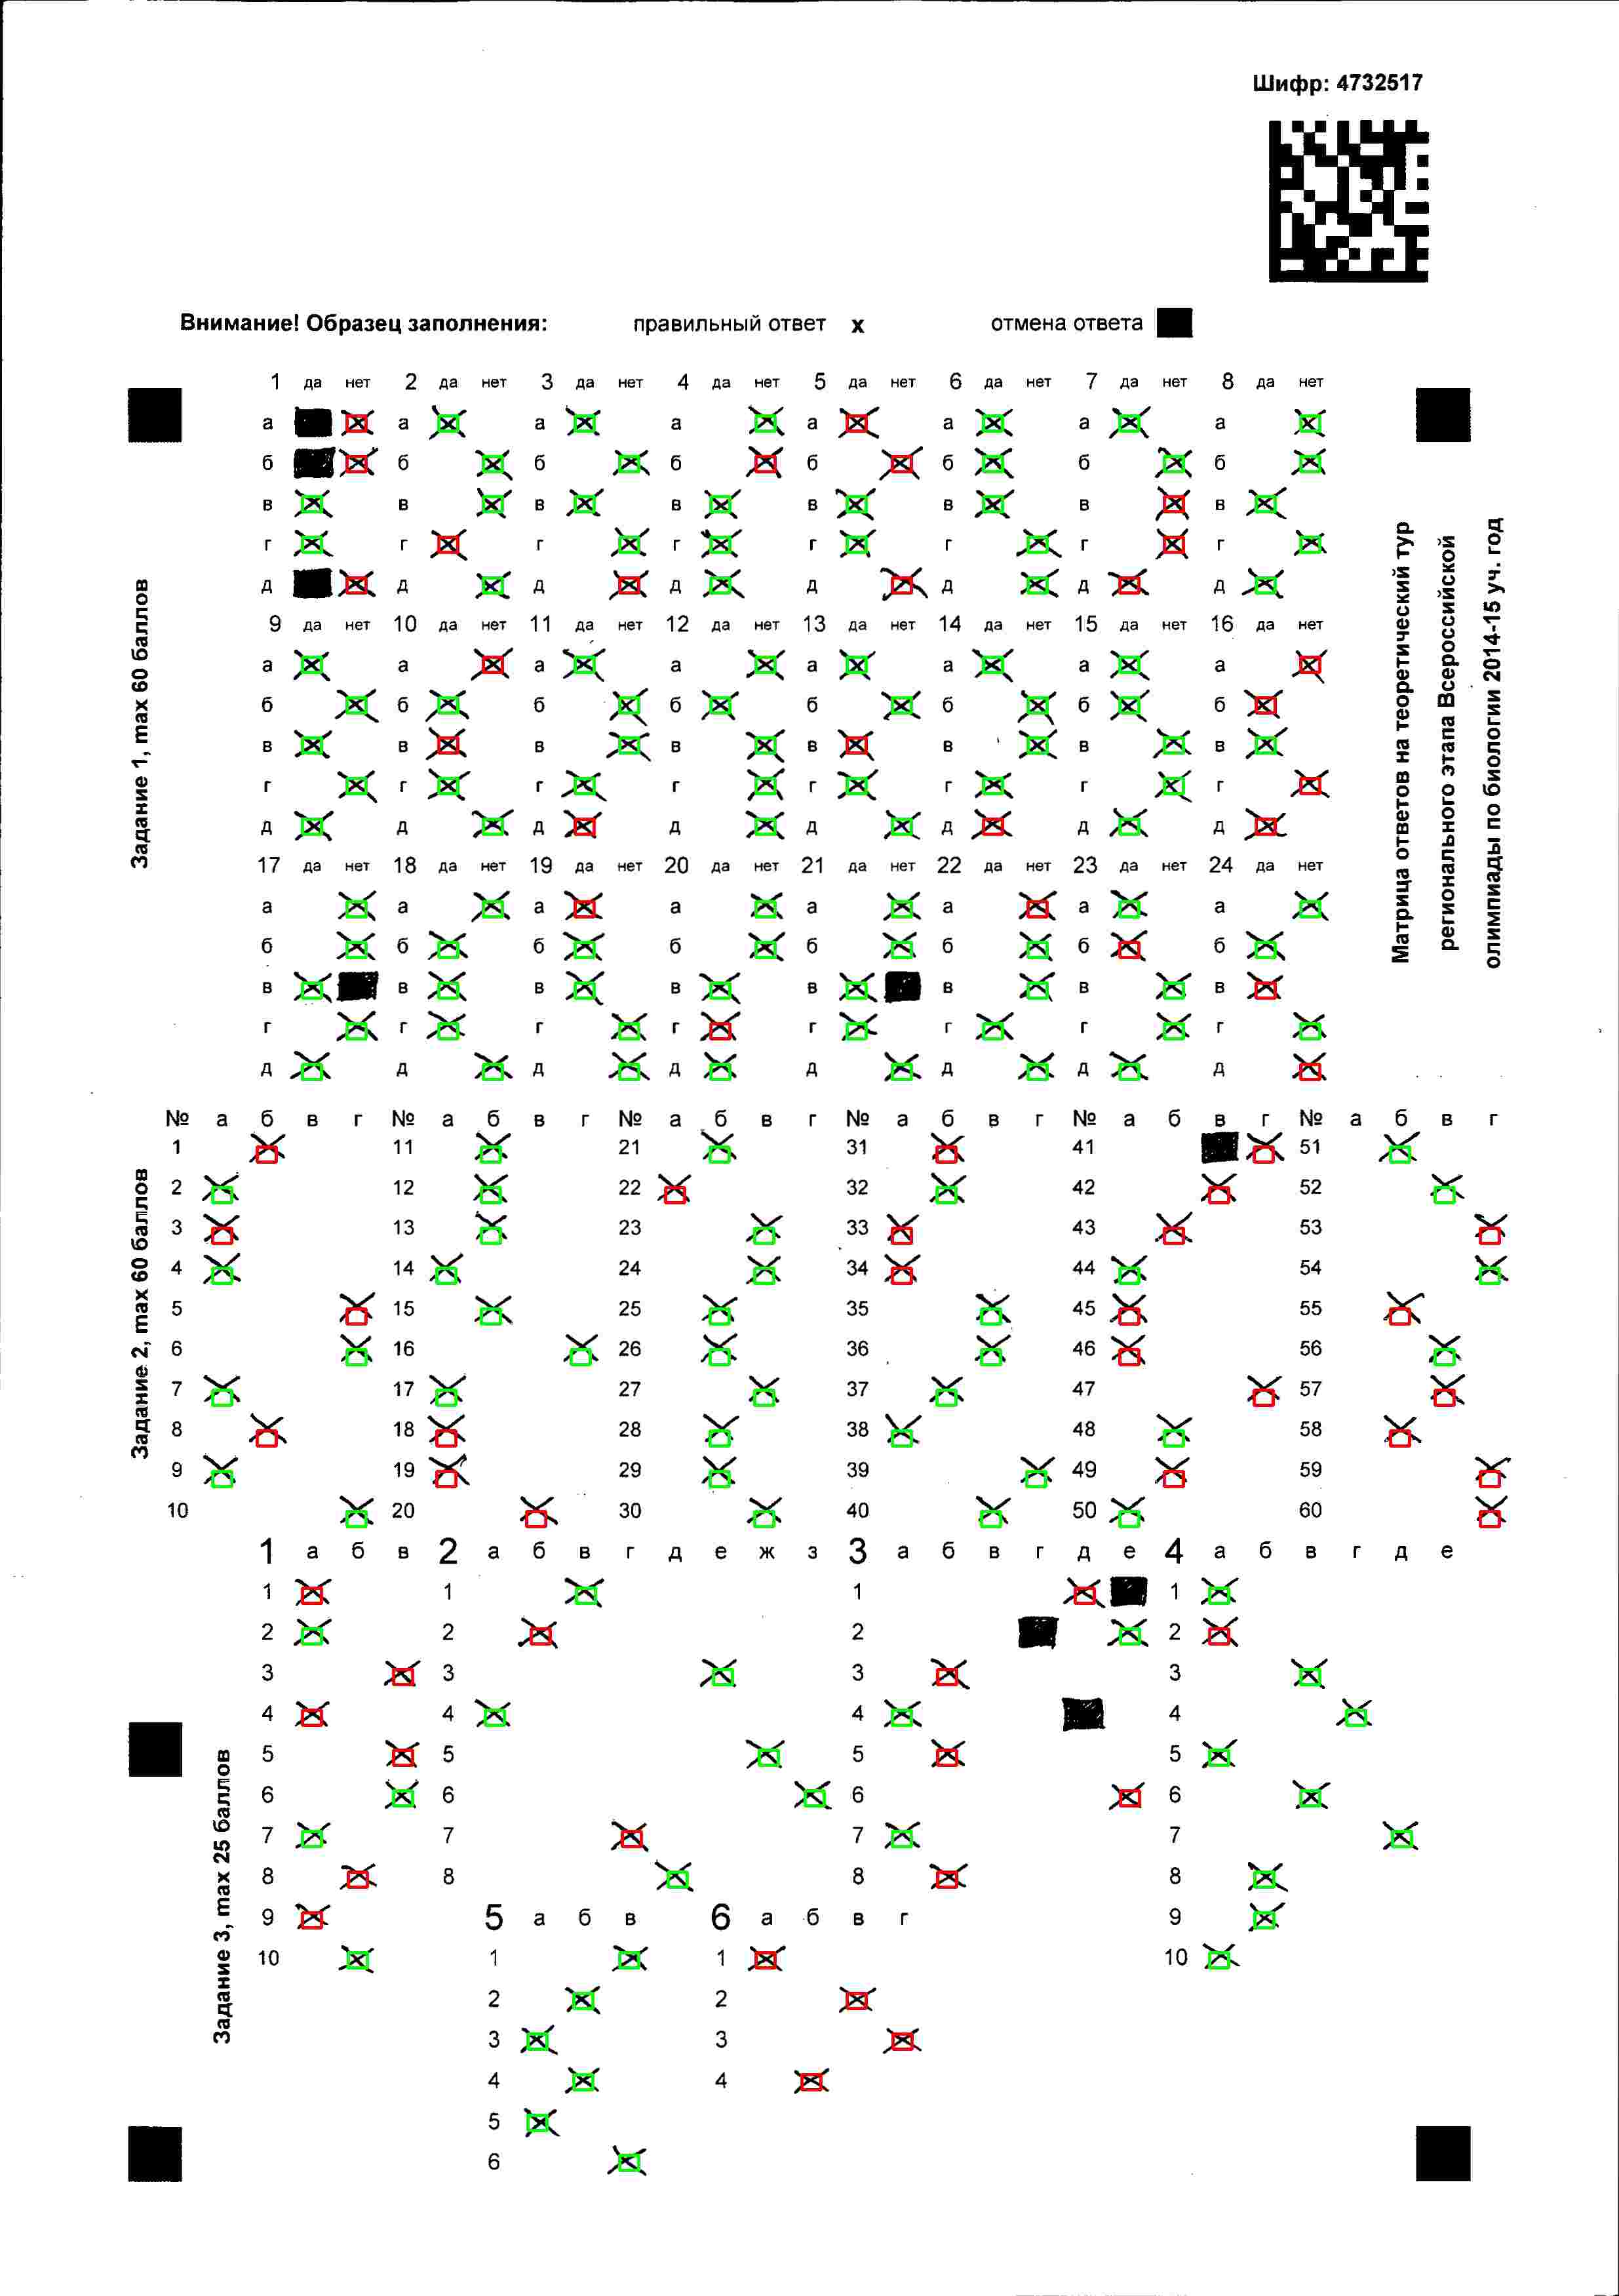 Шифр: 4732517
Внимание! Образец заполнения: правильный ответ х отмена ответа
Матрица ответов на теоретический тур
регионального этапа Всероссийской
олимпиады по биологии 2014-15 уч. год
Задание 1, max 60 баллов
1 да нет 2 да нет 3 да нет 4 да нет 5 да нет 6 да нет 7 да нет 8 да нет
а а а а а а а а
б б б б б б б б
в в в в в в в в
г г г г г г г г
д д д д д д д д
9 да нет 10 да нет 11 да нет 12 да нет 13 да нет 14 да нет 15 да нет 16 да нет
а а а а а а а а
б б б б б б б б
в в в в в в в в
г г г г г г г г
д д д д д д д д
17 да нет 18 да нет 19 да нет 20 да нет 21 да нет 22 да нет 23 да нет 24 да нет
а а а а а а а а
б б б б б б б б
в в в в в в в в
г г г г г г г г
д д д д д д д д
Задание 2, max 60 баллов
№ а б в г № а б в г № а б в г № а б в г № а б в г № а б в г
1 11 21 31 41 51
2 12 22 32 42 52
3 13 23 33 43 53
4 14 24 34 44 54
5 15 25 35 45 55
6 16 26 36 46 56
7 17 27 37 47 57
8 18 28 38 48 58
9 19 29 39 49 59
10 20 30 40 50 60
Задание 3, max 25 баллов
1 а б в 2 а б в г д е ж з 3 а б в г д е 4 а б в г д е
1 1 1 1
2 2 2 2
3 3 3 3
4 4 4 4
5 5 5 5
6 6 6 6
7 7 7 7
8 8 8 8
9 5 а б в 6 а б в г 9
10 1 1 10
2 2
3 3
4 4
5
6